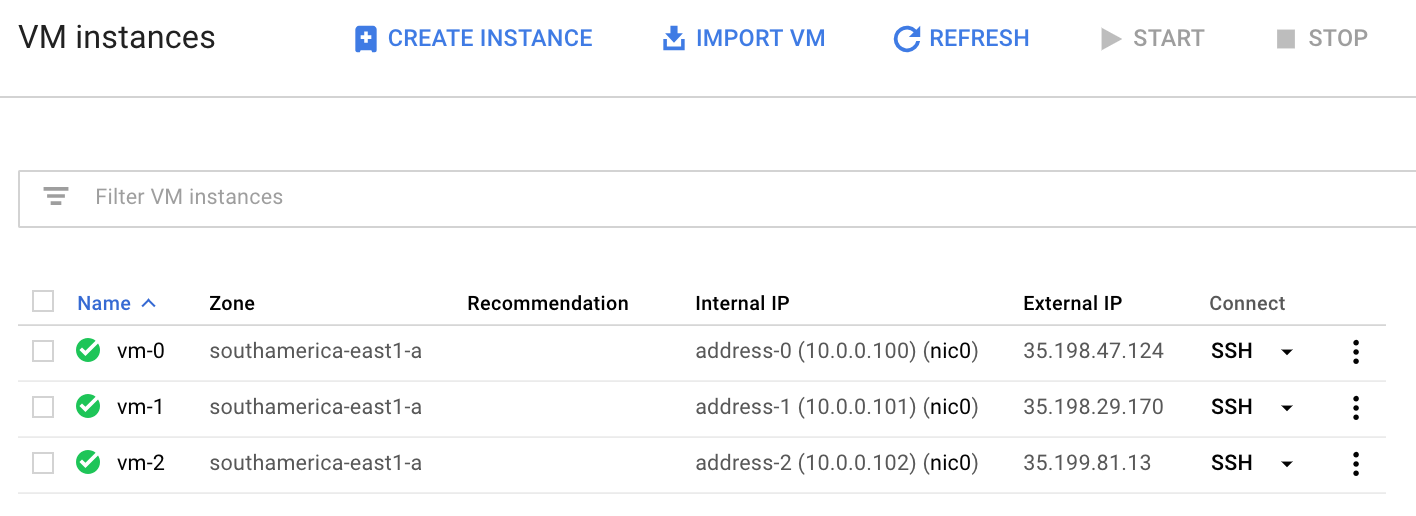 VM instances CREATE INSTANCE IMPORT VM REFRESH START STOP
Filter VM instances
Name Zone Recommendation Internal IP External IP Connect
vm-0 southamerica-east1-a address-0 (10.0.0.100) (nic0) 35.198.47.124 SSH
vm-1 southamerica-east1-a address-1 (10.0.0.101) (nic0) 35.198.29.170 SSH
vm-2 southamerica-east1-a address-2 (10.0.0.102) (nic0) 35.199.81.13 SSH